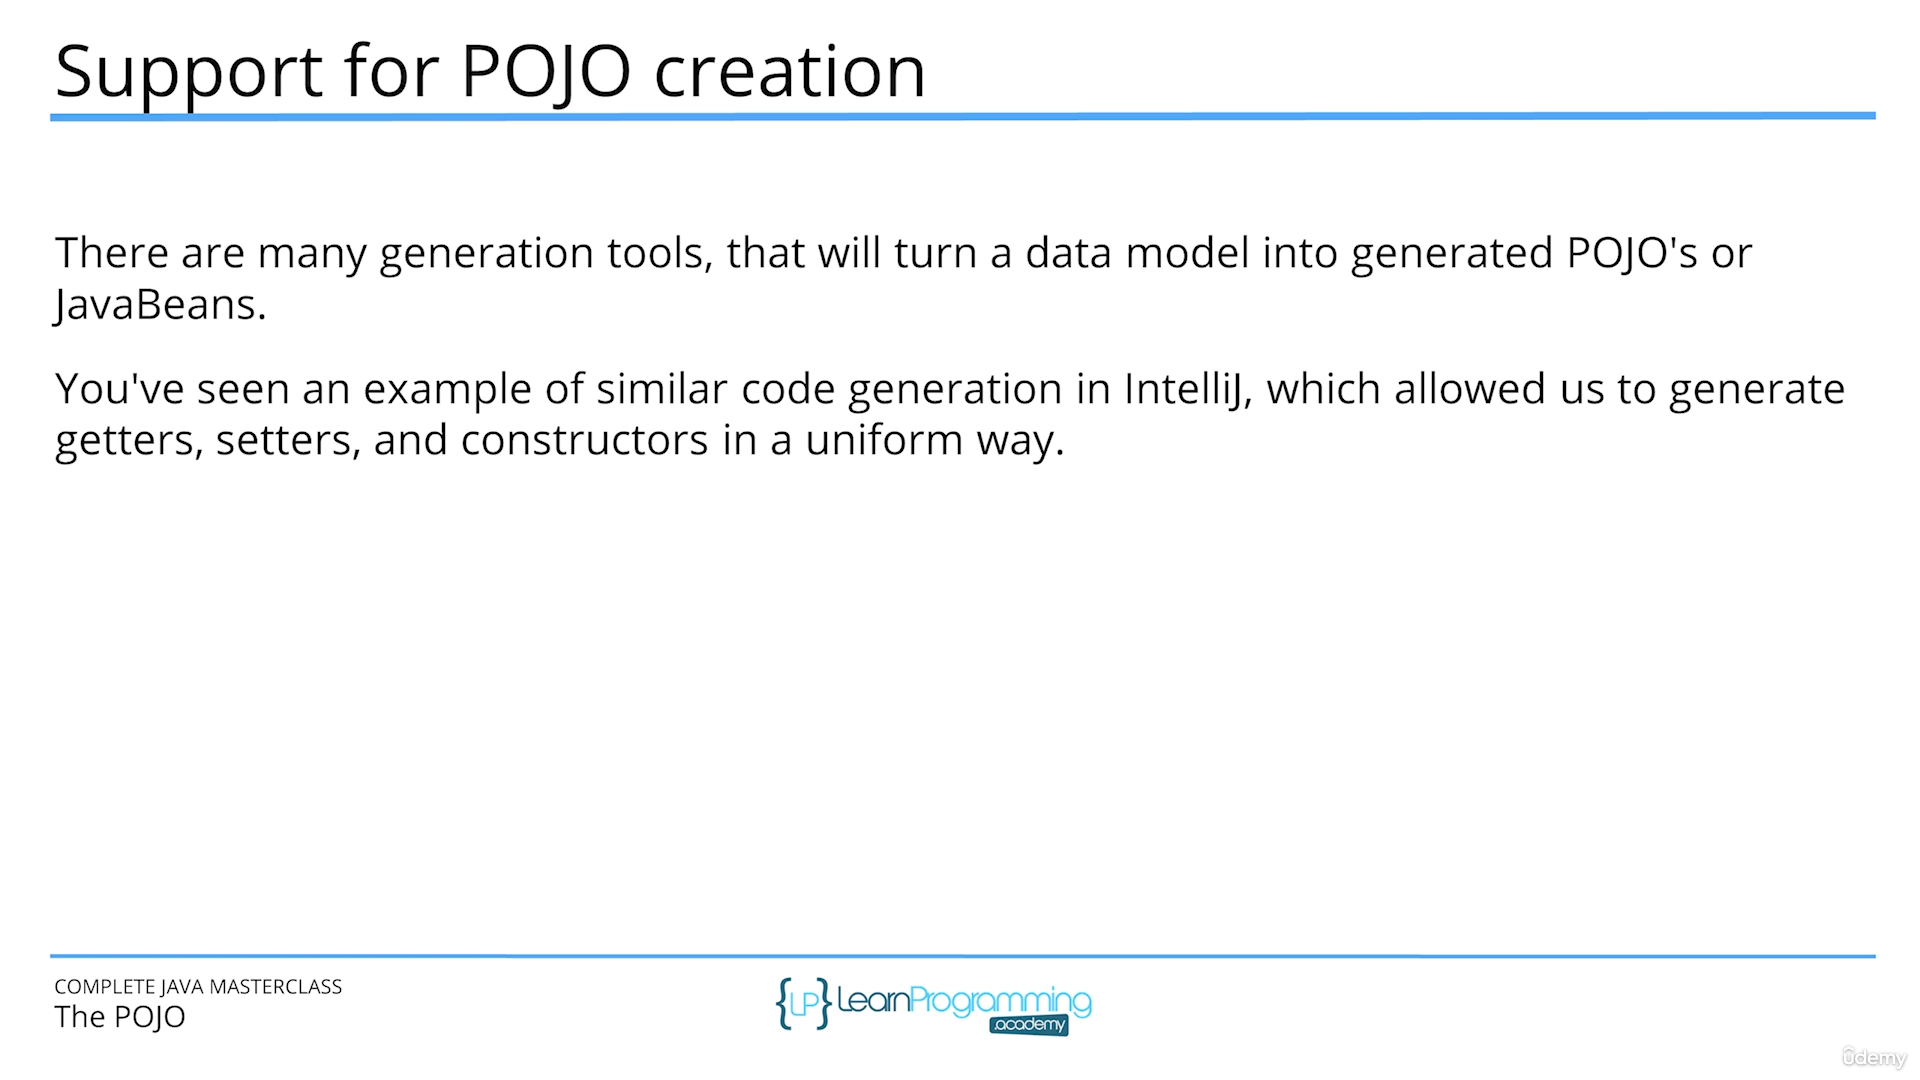 Support for POJO creation
There are many generation tools, that will turn a data model into generated POJO's or
JavaBeans.
You've seen an example of similar code generation in IntelliJ, which allowed us to generate
getters, setters, and constructors in a uniform way.
COMPLETE JAVA MASTERCLASS
The POJO
{LP} LearnProgramming
.academy
ûdemy